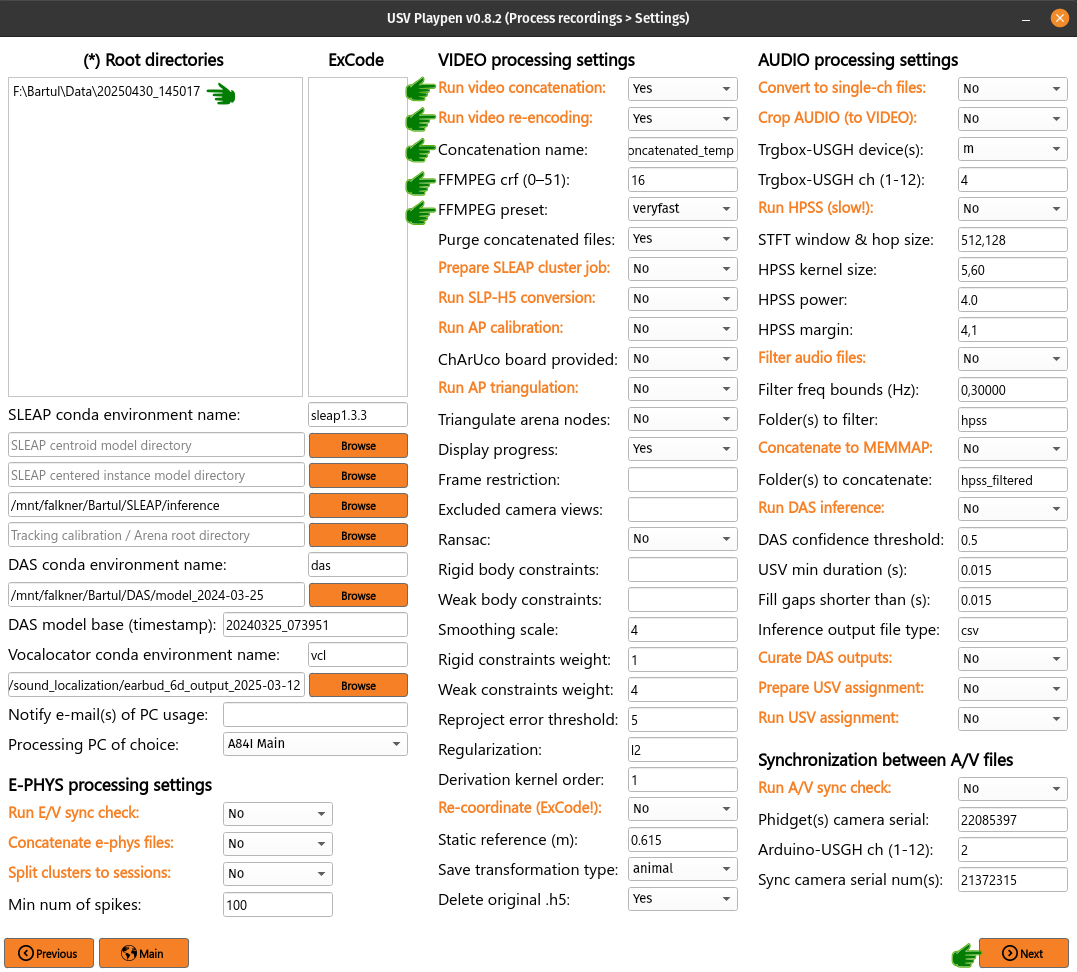 USV Playpen v0.8.2 (Process recordings > Settings)
(*) Root directories
ExCode
F:\Bartul\Data\20250430_145017
SLEAP conda environment name: sleap1.3.3
SLEAP centroid model directory Browse
SLEAP centered instance model directory Browse
/mnt/falkner/Bartul/SLEAP/inference Browse
Tracking calibration / Arena root directory Browse
DAS conda environment name: das
/mnt/falkner/Bartul/DAS/model_2024-03-25 Browse
DAS model base (timestamp): 20240325_073951
Vocalocator conda environment name: vcl
/sound_localization/earbud_6d_output_2025-03-12 Browse
Notify e-mail(s) of PC usage:
Processing PC of choice: A84I Main
E-PHYS processing settings
Run E/V sync check: No
Concatenate e-phys files: No
Split clusters to sessions: No
Min num of spikes: 100
VIDEO processing settings
Run video concatenation: Yes
Run video re-encoding: Yes
Concatenation name: oncatenated_temp
FFMPEG crf (0–51): 16
FFMPEG preset: veryfast
Purge concatenated files: Yes
Prepare SLEAP cluster job: No
Run SLP-H5 conversion: No
Run AP calibration: No
ChArUco board provided: No
Run AP triangulation: No
Triangulate arena nodes: No
Display progress: Yes
Frame restriction:
Excluded camera views:
Ransac: No
Rigid body constraints:
Weak body constraints:
Smoothing scale: 4
Rigid constraints weight: 1
Weak constraints weight: 4
Reproject error threshold: 5
Regularization: l2
Derivation kernel order: 1
Re-coordinate (ExCode!): No
Static reference (m): 0.615
Save transformation type: animal
Delete original .h5: Yes
AUDIO processing settings
Convert to single-ch files: No
Crop AUDIO (to VIDEO): No
Trgbox-USGH device(s): m
Trgbox-USGH ch (1-12): 4
Run HPSS (slow!): No
STFT window & hop size: 512,128
HPSS kernel size: 5,60
HPSS power: 4.0
HPSS margin: 4,1
Filter audio files: No
Filter freq bounds (Hz): 0,30000
Folder(s) to filter: hpss
Concatenate to MEMMAP: No
Folder(s) to concatenate: hpss_filtered
Run DAS inference: No
DAS confidence threshold: 0.5
USV min duration (s): 0.015
Fill gaps shorter than (s): 0.015
Inference output file type: csv
Curate DAS outputs: No
Prepare USV assignment: No
Run USV assignment: No
Synchronization between A/V files
Run A/V sync check: No
Phidget(s) camera serial: 22085397
Arduino-USGH ch (1-12): 2
Sync camera serial num(s): 21372315
Previous
Main
Next